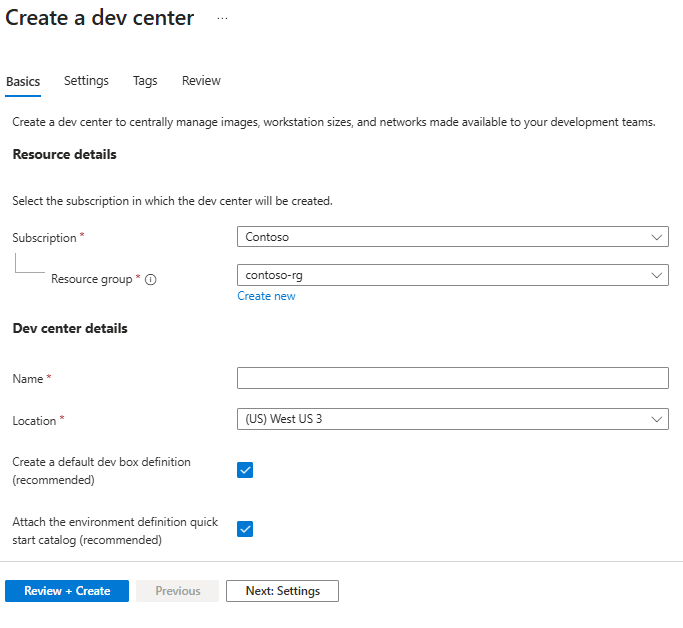 Create a dev center ...
Basics Settings Tags Review
Create a dev center to centrally manage images, workstation sizes, and networks made available to your development teams.
Resource details
Select the subscription in which the dev center will be created.
Subscription * Contoso
Resource group * contoso-rg
Create new
Dev center details
Name *
Location * (US) West US 3
Create a default dev box definition
(recommended)
Attach the environment definition quick
start catalog (recommended)
Review + Create Previous Next: Settings